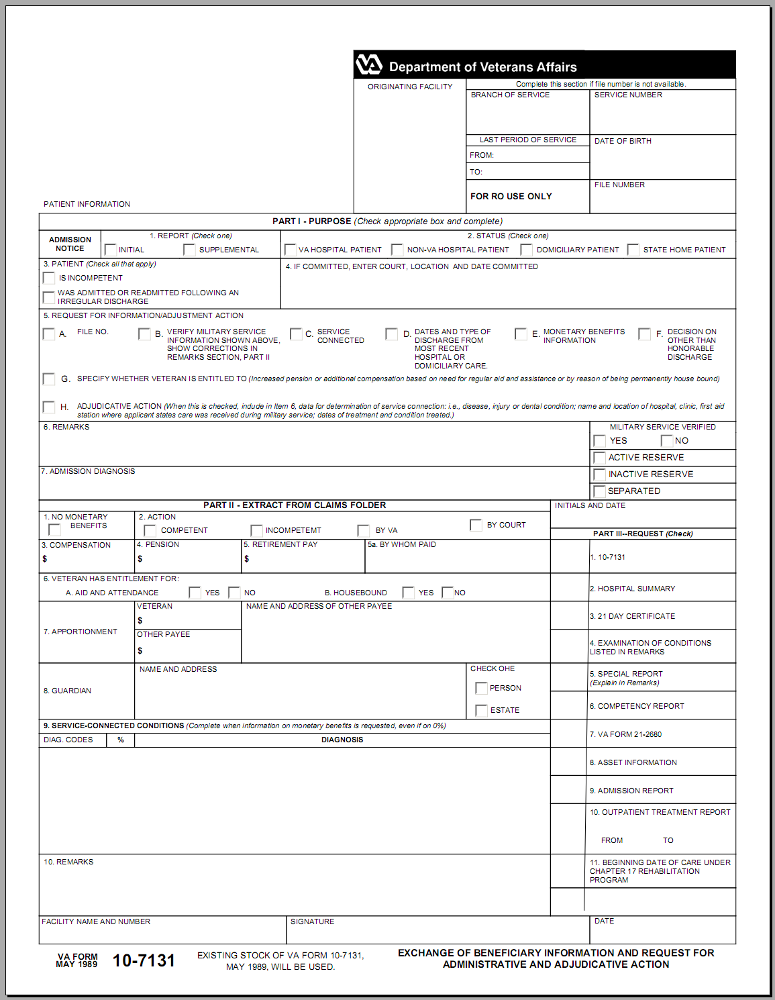 VA Department of Veterans Affairs
ORIGINATING FACILITY
Complete this section if file number is not available.
BRANCH OF SERVICE
SERVICE NUMBER
LAST PERIOD OF SERVICE
DATE OF BIRTH
FROM:
TO:
FILE NUMBER
FOR RO USE ONLY
PATIENT INFORMATION
PART I - PURPOSE (Check appropriate box and complete)
ADMISSION
NOTICE
1. REPORT (Check one)
INITIAL SUPPLEMENTAL
2. STATUS (Check one)
VA HOSPITAL PATIENT NON-VA HOSPITAL PATIENT DOMICILIARY PATIENT STATE HOME PATIENT
3. PATIENT (Check all that apply)
IS INCOMPETENT
WAS ADMITTED OR READMITTED FOLLOWING AN
IRREGULAR DISCHARGE
4. IF COMMITTED, ENTER COURT, LOCATION AND DATE COMMITTED
5. REQUEST FOR INFORMATION/ADJUSTMENT ACTION
A. FILE NO.
B. VERIFY MILITARY SERVICE
INFORMATION SHOWN ABOVE,
SHOW CORRECTIONS IN
REMARKS SECTION, PART II
C. SERVICE
CONNECTED
D. DATES AND TYPE OF
DISCHARGE FROM
MOST RECENT
HOSPITAL OR
DOMICILIARY CARE.
E. MONETARY BENEFITS
INFORMATION
F. DECISION ON
OTHER THAN
HONORABLE
DISCHARGE
G. SPECIFY WHETHER VETERAN IS ENTITLED TO (Increased pension or additional compensation based on need for regular aid and assistance or by reason of being permanently house bound)
H. ADJUDICATIVE ACTION (When this is checked, indude in Item 6, data for determination of service connection: i.e., disease, injury or dental condition; name and location of hospital, clinic, first aid
station where applicant states care was received during military service; dates of treatment and condition treated.)
6. REMARKS
MILITARY SERVICE VERIFIED
YES NO
ACTIVE RESERVE
7. ADMISSION DIAGNOSIS
INACTIVE RESERVE
SEPARATED
PART II - EXTRACT FROM CLAIMS FOLDER
INITIALS AND DATE
1. NO MONETARY
BENEFITS
2. ACTION
COMPETENT INCOMPETEMT BY VA BY COURT
PART III--REQUEST (Check)
3. COMPENSATION
$
4. PENSION
$
5. RETIREMENT PAY
$
5a. BY WHOM PAID
1. 10-7131
6. VETERAN HAS ENTITLEMENT FOR:
A. AID AND ATTENDANCE YES NO B. HOUSEBOUND YES NO
2. HOSPITAL SUMMARY
7. APPORTIONMENT
VETERAN
$
OTHER PAYEE
$
NAME AND ADDRESS OF OTHER PAYEE
3. 21 DAY CERTIFICATE
4. EXAMINATION OF CONDITIONS
LISTED IN REMARKS
8. GUARDIAN
NAME AND ADDRESS
CHECK OHE
PERSON
ESTATE
5. SPECIAL REPORT
(Explain in Remarks)
6. COMPETENCY REPORT
9. SERVICE-CONNECTED CONDITIONS (Complete when information on monetary benefits is requested, even if on 0%)
DIAG. CODES % DIAGNOSIS
7. VA FORM 21-2680
8. ASSET INFORMATION
9. ADMISSION REPORT
10. OUTPATIENT TREATMENT REPORT
FROM TO
10. REMARKS
11. BEGINNING DATE OF CARE UNDER
CHAPTER 17 REHABILITATION
PROGRAM
FACILITY NAME AND NUMBER
SIGNATURE
DATE
VA FORM
MAY 1989
10-7131
EXISTING STOCK OF VA FORM 10-7131,
MAY 1989, WILL BE USED.
EXCHANGE OF BENEFICIARY INFORMATION AND REQUEST FOR
ADMINISTRATIVE AND ADJUDICATIVE ACTION